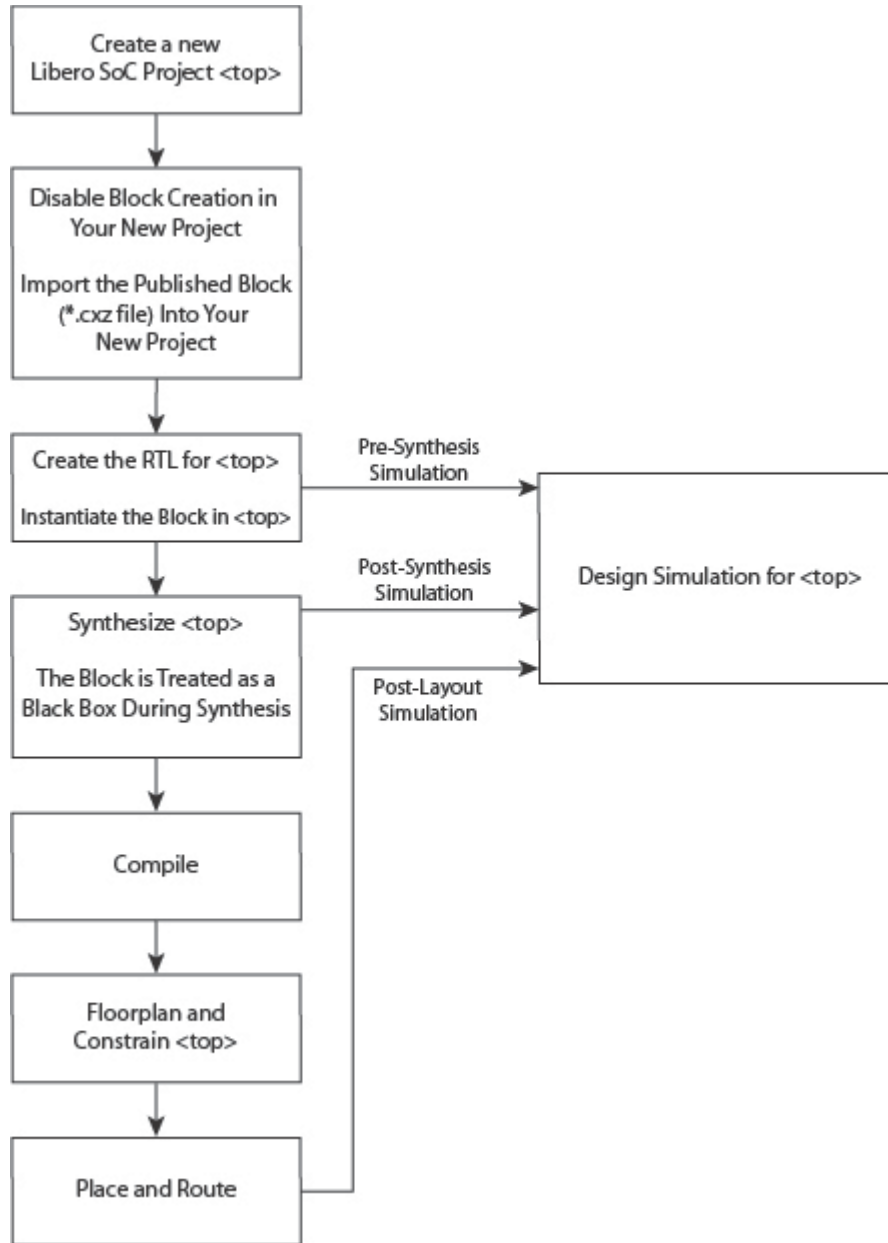 Create a new
Libero SoC Project <top>
Disable Block Creation in
Your New Project
Import the Published Block
(*.cxz file) Into Your
New Project
Create the RTL for <top>
Instantiate the Block in <top>
Pre-Synthesis
Simulation
Design Simulation for <top>
Synthesize <top>
The Block is Treated as a
Black Box During Synthesis
Post-Synthesis
Simulation
Post-Layout
Simulation
Compile
Floorplan and
Constrain <top>
Place and Route